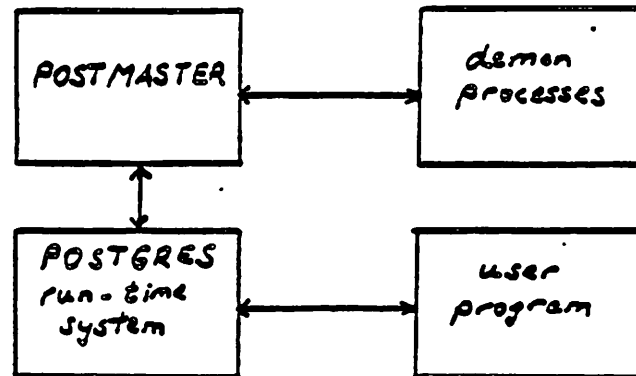 POSTMASTER
demon
processes
POSTGRES
run-time
system
user
program